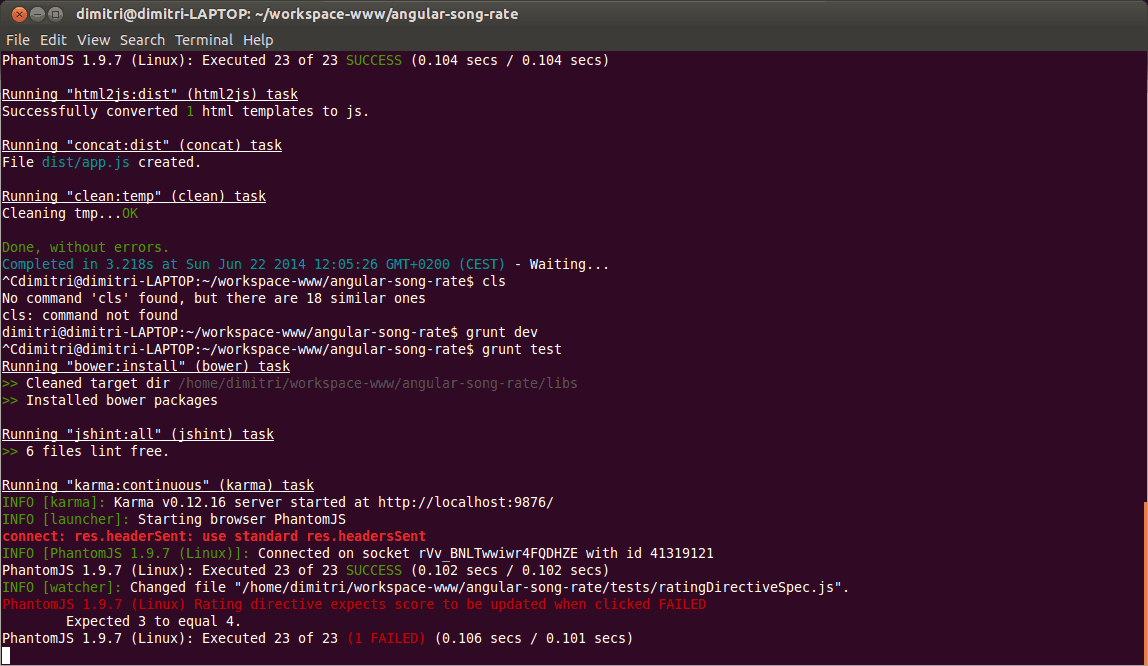 dimitri@dimitri-LAPTOP: ~/workspace-www/angular-song-rate
File Edit View Search Terminal Help
PhantomJS 1.9.7 (Linux): Executed 23 of 23 SUCCESS (0.104 secs / 0.104 secs)
Running "html2js:dist" (html2js) task
Successfully converted 1 html templates to js.
Running "concat:dist" (concat) task
File dist/app.js created.
Running "clean:temp" (clean) task
Cleaning tmp...OK
Done, without errors.
Completed in 3.218s at Sun Jun 22 2014 12:05:26 GMT+0200 (CEST) - Waiting...
^Cdimitri@dimitri-LAPTOP:~/workspace-www/angular-song-rate$ cls
No command 'cls' found, but there are 18 similar ones
cls: command not found
dimitri@dimitri-LAPTOP:~/workspace-www/angular-song-rate$ grunt dev
^Cdimitri@dimitri-LAPTOP:~/workspace-www/angular-song-rate$ grunt test
Running "bower:install" (bower) task
>> Cleaned target dir /home/dimitri/workspace-www/angular-song-rate/libs
>> Installed bower packages
Running "jshint:all" (jshint) task
>> 6 files lint free.
Running "karma:continuous" (karma) task
INFO [karma]: Karma v0.12.16 server started at http://localhost:9876/
INFO [launcher]: Starting browser PhantomJS
connect: res.headerSent: use standard res.headersSent
INFO [PhantomJS 1.9.7 (Linux)]: Connected on socket rVv_BNLTwwiwr4FQDHZE with id 41319121
PhantomJS 1.9.7 (Linux): Executed 23 of 23 SUCCESS (0.102 secs / 0.102 secs)
INFO [watcher]: Changed file "/home/dimitri/workspace-www/angular-song-rate/tests/ratingDirectiveSpec.js".
PhantomJS 1.9.7 (Linux) Rating directive expects score to be updated when clicked FAILED
Expected 3 to equal 4.
PhantomJS 1.9.7 (Linux): Executed 23 of 23 (1 FAILED) (0.106 secs / 0.101 secs)